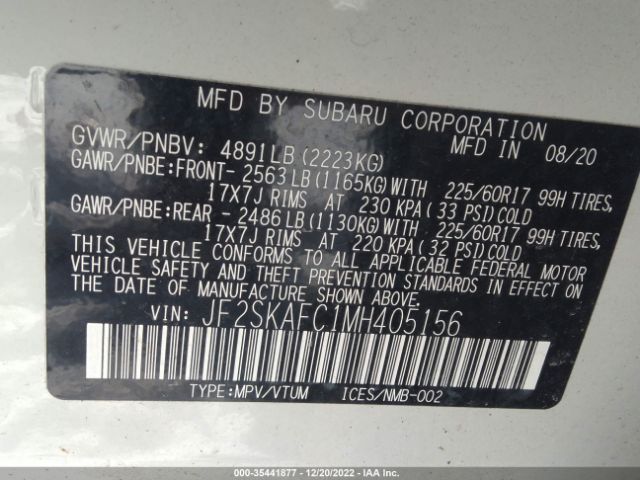 MFD BY SUBARU CORPORATION
GVWR/PNBV: 4891LB(2223KG) MFD IN 08/20
GAWR/PNBE:FRONT- 2563LB(1165KG)WITH 225/60R17 99H TIRES,
17X7J RIMS AT 230 KPA(33 PSI)COLD
GAWR/PNBE:REAR - 2486LB(1130KG)WITH 225/60R17 99H TIRES,
17X7J RIMS AT 220 KPA(32 PSI)COLD
THIS VEHICLE CONFORMS TO ALL APPLICABLE FEDERAL MOTOR
VEHICLE SAFETY AND THEFT PREVENTION STANDARDS IN EFFECT ON
THE DATE OF MANUFACTURE SHOWN ABOVE.
VIN: JF2SKAFC1MH405156
TYPE:MPV/VTUM ICES/NMB-002
000-35441877 - 12/20/2022 - IAA Inc.